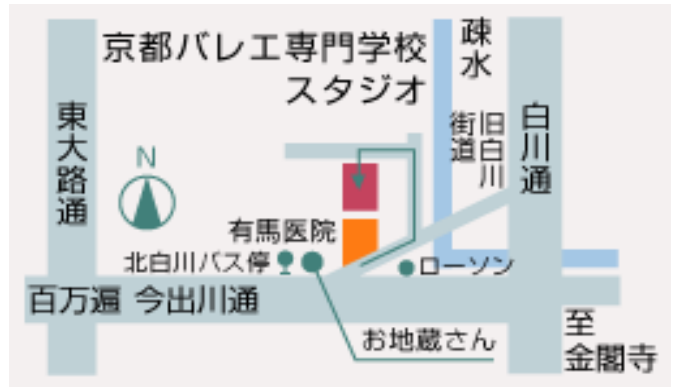 京都バレエ専門学校
スタジオ
疎水
東大路通
旧白川
街道
白川通
N
有馬医院
北白川バス停
ローソン
百万遍 今出川通
お地蔵さん
至
金閣寺